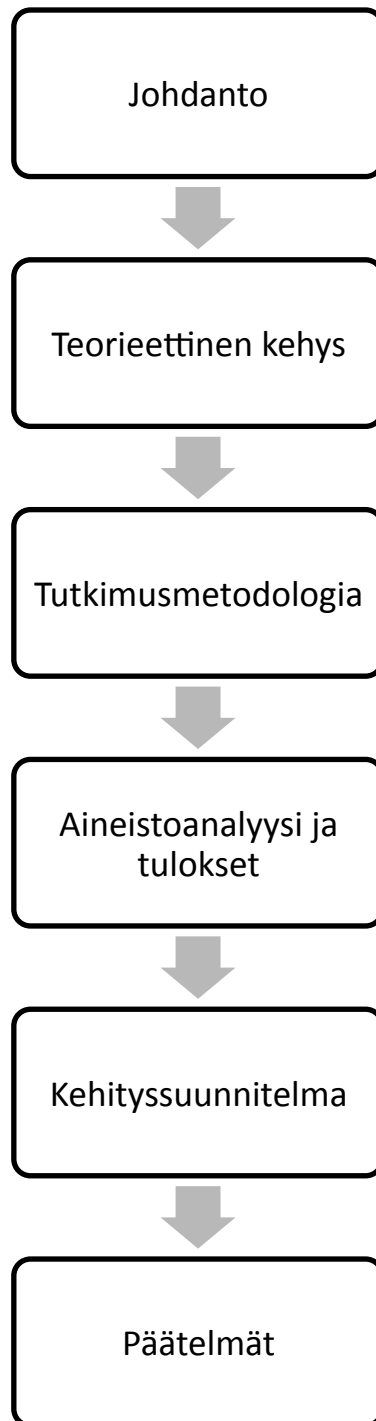 Johdanto
Teorieettinen kehys
Tutkimusmetodologia
Aineistoanalyysi ja
tulokset
Kehityssuunnitelma
Päätelmät